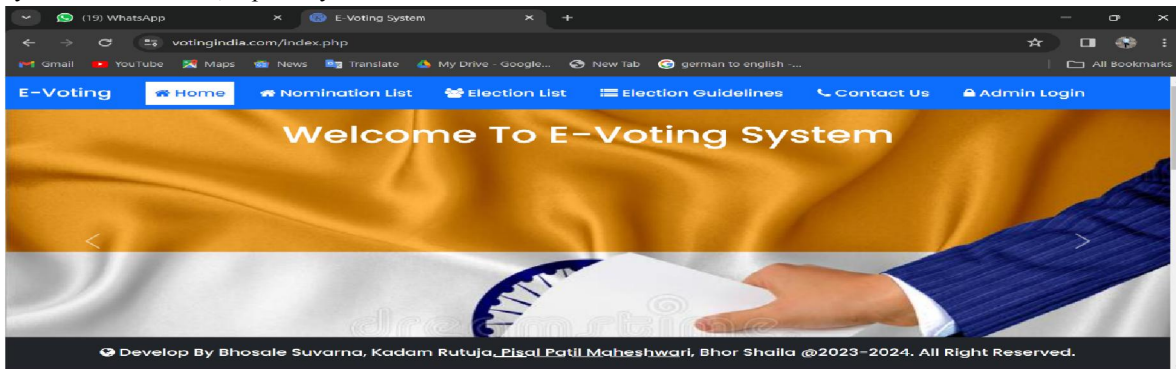 (19) WhatsApp
E-Voting System
votingindia.com/index.php
Gmail YouTube Maps News Translate My Drive - Google... New Tab german to english -... All Bookmarks
E-Voting Home Nomination List Election List Election Guidelines Contact Us Admin Login
Welcome To E-Voting System
dreamstime
Develop By Bhosale Suvarna, Kadam Rutuja, Pisal Patil Maheshwari, Bhor Shaila @2023-2024. All Right Reserved.